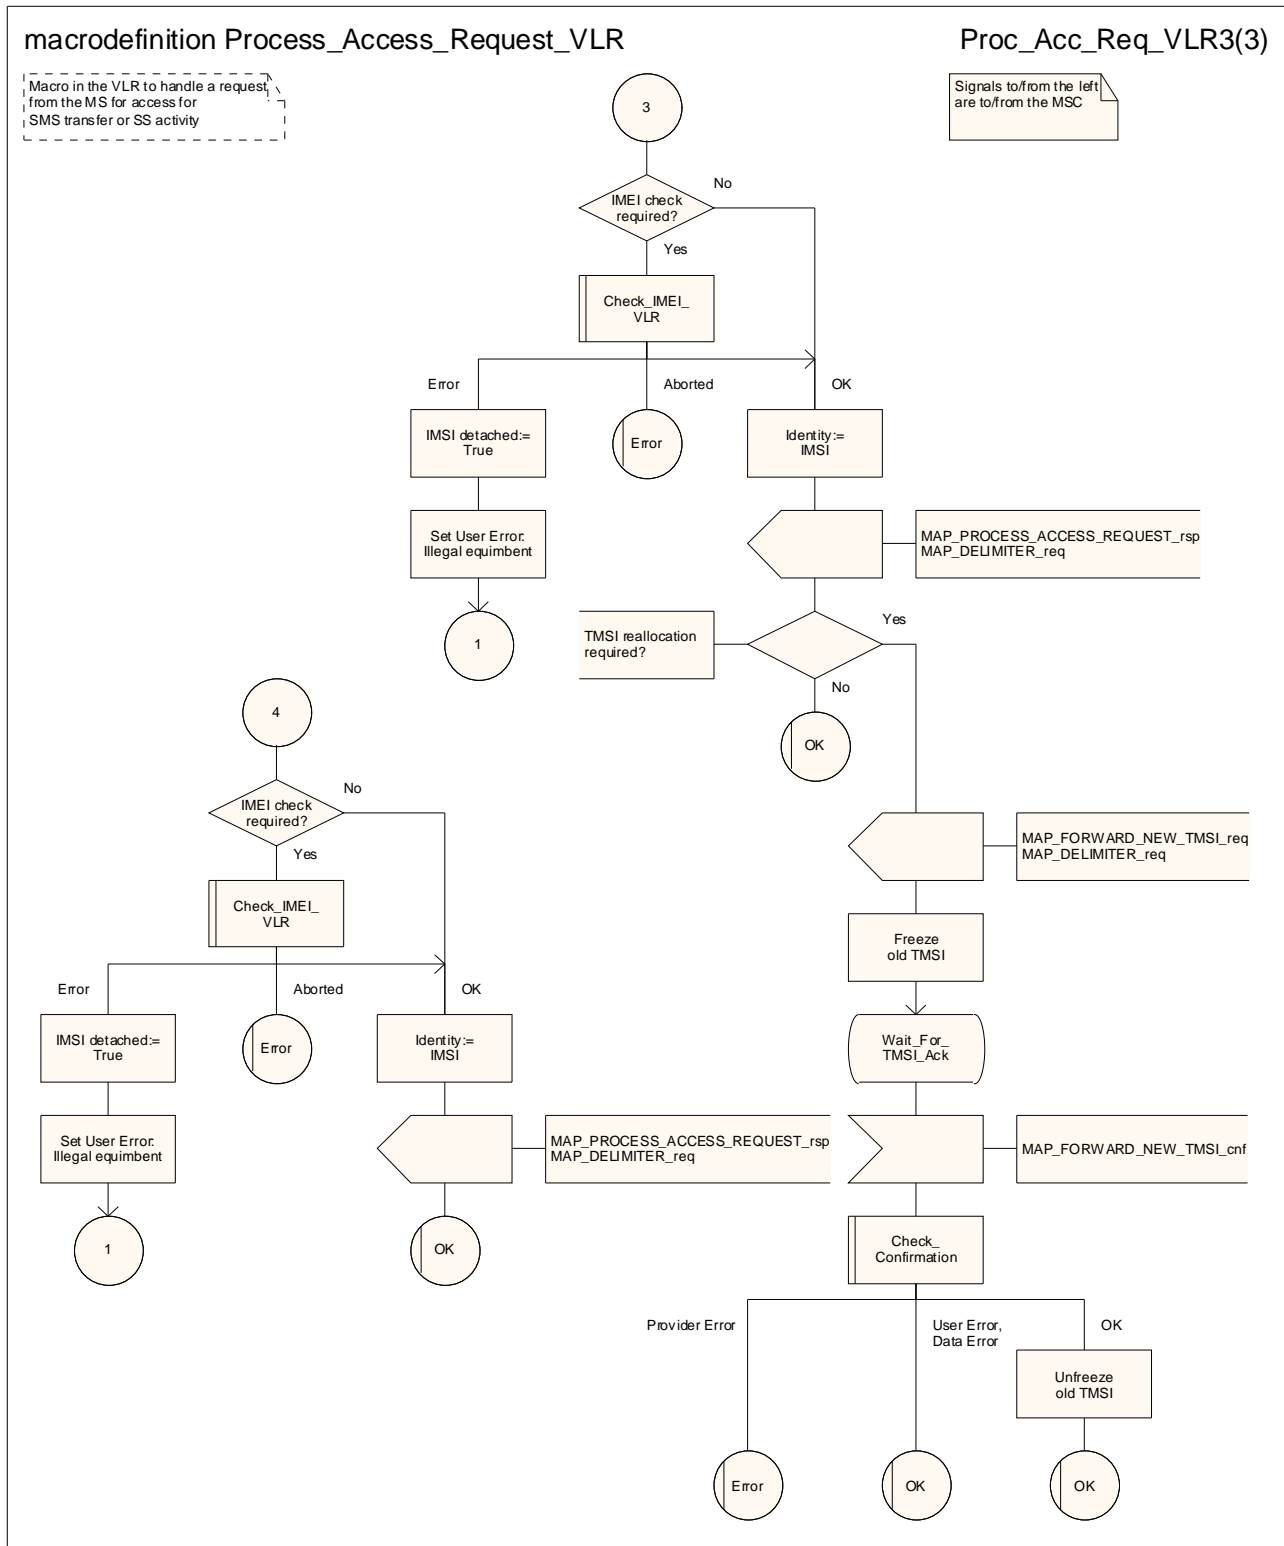 macrodefinition Process_Access_Request_VLR
Proc_Acc_Req_VLR3(3)
Macro in the VLR to handle a request
from the MS for access for
SMS transfer or SS activity
Signals to/from the left
are to/from the MSC
3
IMEI check
required?
No
Yes
Check_IMEI_
VLR
Error
Aborted
OK
IMSI detached:=
True
Error
Identity:=
IMSI
Set User Error:
Illegal equimbent
MAP_PROCESS_ACCESS_REQUEST_rsp
MAP_DELIMITER_req
1
TMSI reallocation
required?
Yes
No
OK
4
IMEI check
required?
No
Yes
Check_IMEI_
VLR
Error
Aborted
OK
IMSI detached:=
True
Error
Identity:=
IMSI
Set User Error:
Illegal equimbent
MAP_PROCESS_ACCESS_REQUEST_rsp
MAP_DELIMITER_req
1
OK
MAP_FORWARD_NEW_TMSI_req
MAP_DELIMITER_req
Freeze
old TMSI
Wait_For_
TMSI_Ack
MAP_FORWARD_NEW_TMSI_cnf
Check_
Confirmation
Provider Error
User Error,
Data Error
OK
Unfreeze
old TMSI
Error
OK
OK